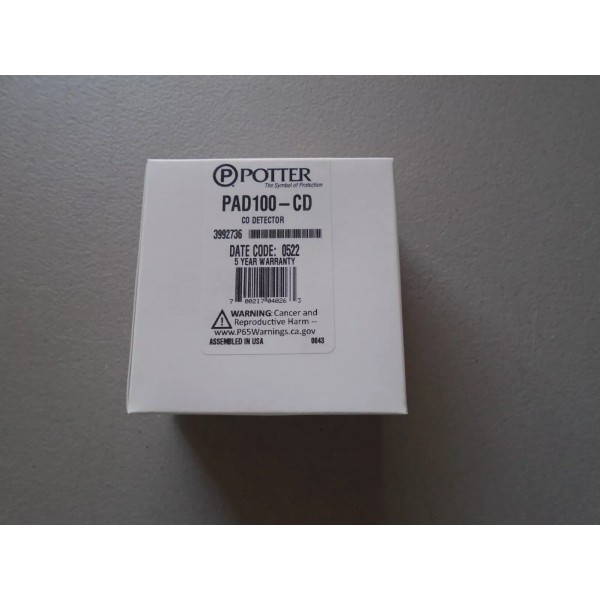 P POTTER
The Symbol of Protection
PAD100-CD
CO DETECTOR
3992736
DATE CODE: 0522
5 YEAR WARRANTY
7 00217 04026 3
WARNING: Cancer and
Reproductive Harm –
www.P65Warnings.ca.gov
ASSEMBLED IN USA 0043